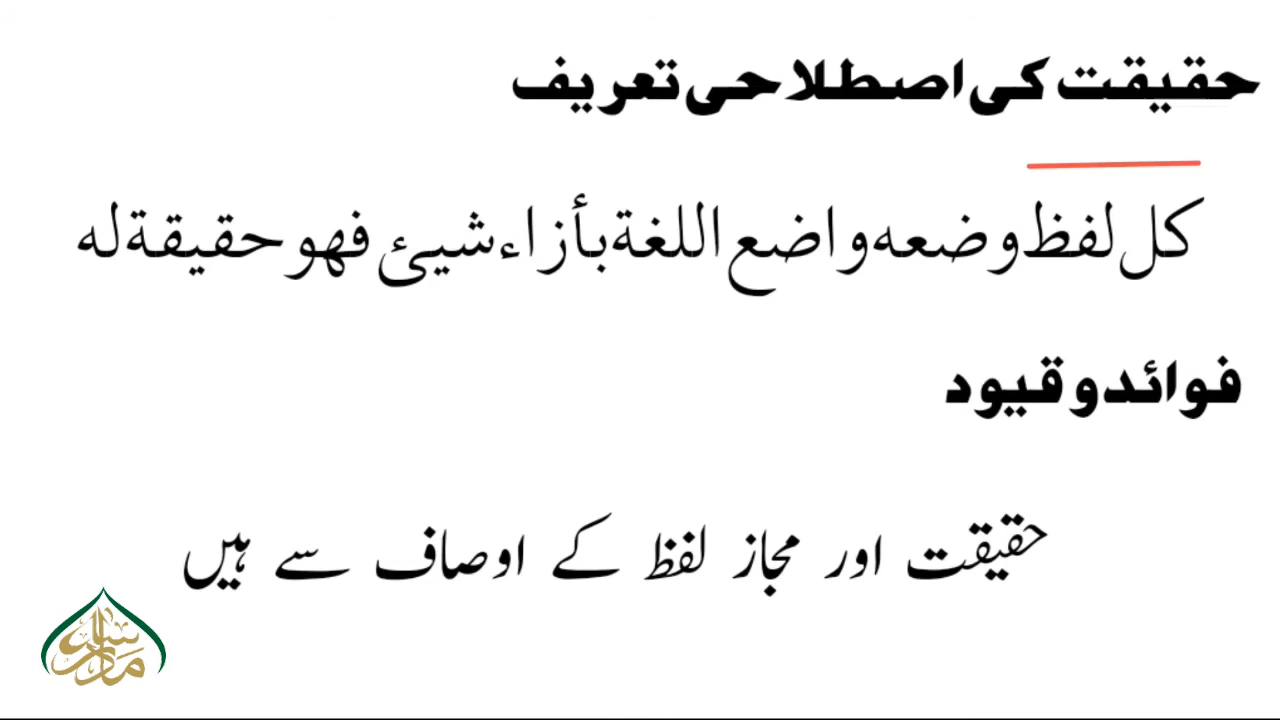 حقیقت کی اصطلاحی تعریف
کل لفظ وضعه واضع اللغة بأزاء شيئ فهو حقيقة له
فوائد و قیود
حقیقت اور مجاز لفظ کے اوصاف سے ہیں